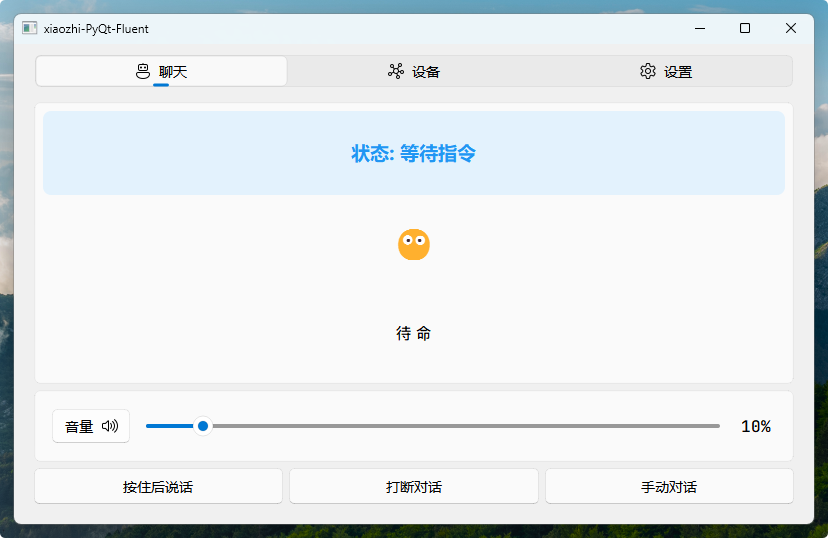 xiaozhi-PyQt-Fluent
聊天 设备 设置
状态: 等待指令
待 命
音量 10%
按住后说话 打断对话 手动对话